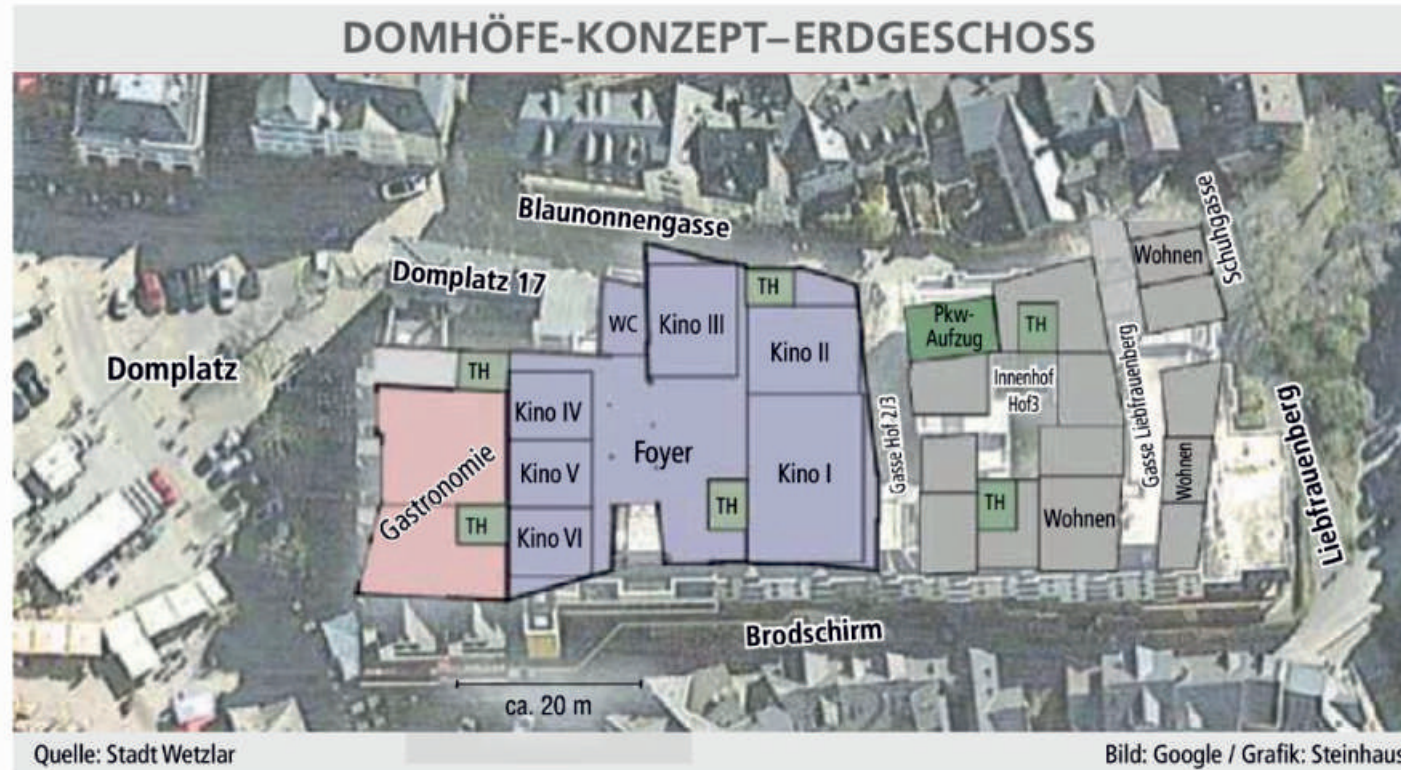 DOMHÖFE-KONZEPT–ERDGESCHOSS
Blaunonnengasse
Schuhgasse
Wohnen
Domplatz 17
TH
WC
Kino III
Kino II
Pkw-
Aufzug
TH
Domplatz
TH
Kino IV
Innenhof
Hof3
Gasse Hof 2/3
Gasse Liebfrauenberg
Liebfrauenberg
Gastronomie
Kino V
Foyer
Kino I
Wohnen
TH
Kino VI
TH
TH
Wohnen
Brodschirm
ca. 20 m
Quelle: Stadt Wetzlar
Bild: Google / Grafik: Steinhaus